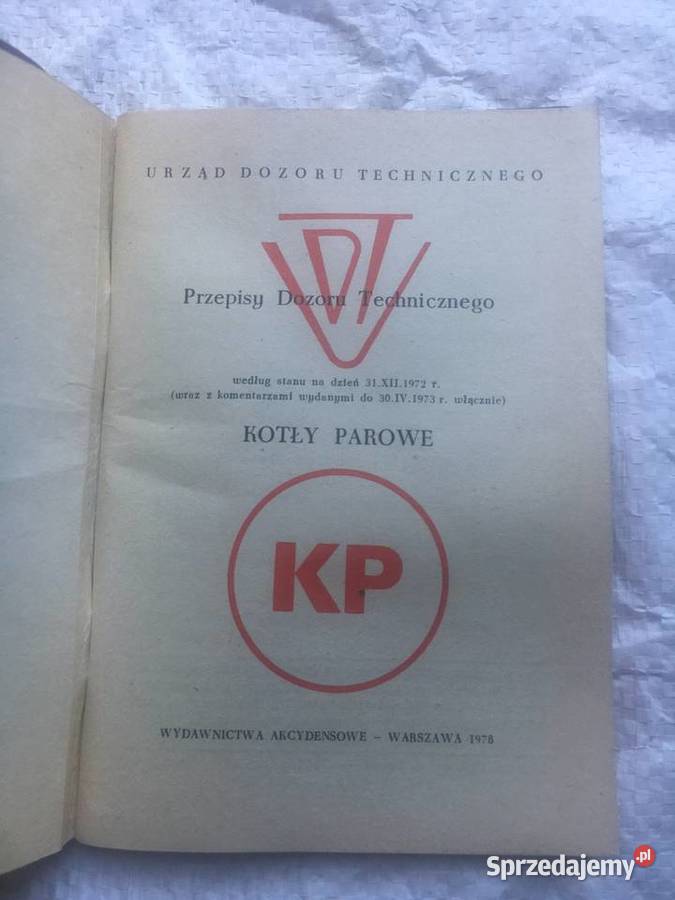 URZĄD DOZORU TECHNICZNEGO
UDT
Przepisy Dozoru Technicznego
według stanu na dzień 31.XII.1972 r.
(wraz z komentarzami wydanymi do 30.IV.1973 r. włącznie)
KOTŁY PAROWE
KP
WYDAWNICTWA AKCYDENSOWE – WARSZAWA 1978
Sprzedajemy.pl